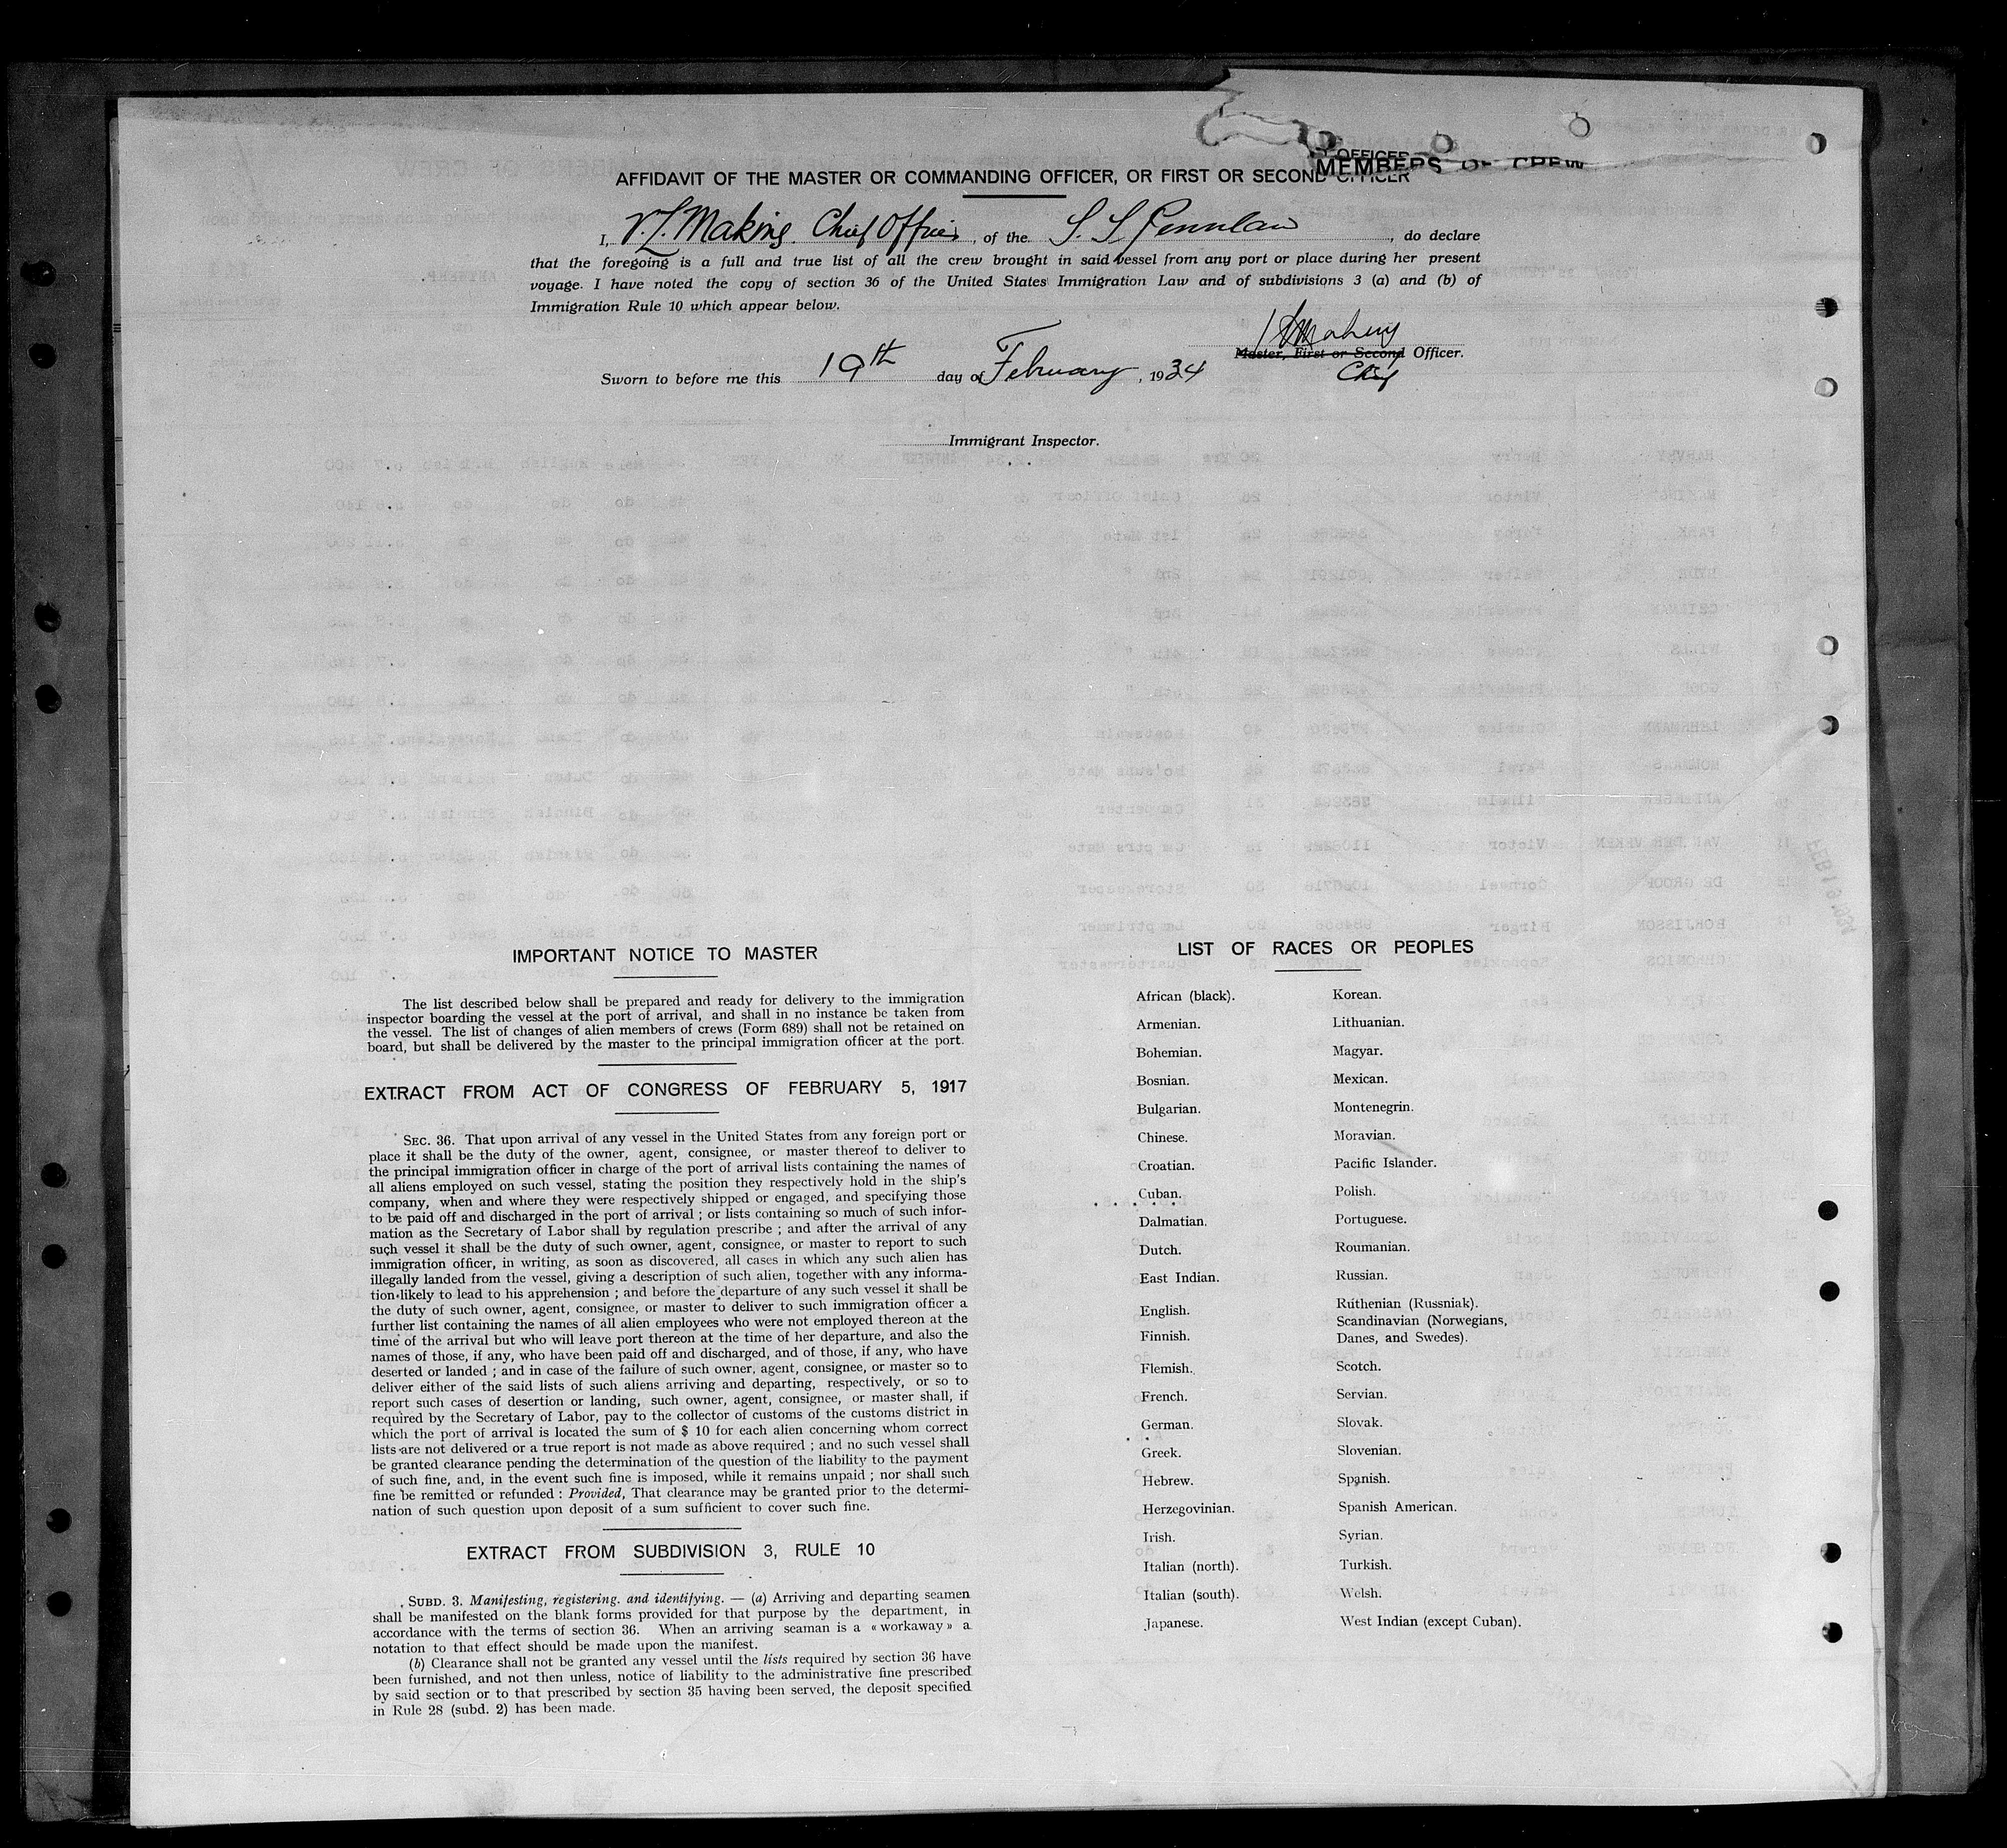 Y OFFICER
MEMBERS OF CREW
AFFIDAVIT OF THE MASTER OR COMMANDING OFFICER, OR FIRST OR SECOND OFFICER
I, V. L. Making. Chief Officer, of the S. S. Pennland, do declare
that the foregoing is a full and true list of all the crew brought in said vessel from any port or place during her present
voyage. I have noted the copy of section 36 of the United States Immigration Law and of subdivisions 3 (a) and (b) of
Immigration Rule 10 which appear below.
V L Making
Master, First or Second Officer.
Chief
Sworn to before me this 19th day of February, 1934
Immigrant Inspector.
IMPORTANT NOTICE TO MASTER
The list described below shall be prepared and ready for delivery to the immigration
inspector boarding the vessel at the port of arrival, and shall in no instance be taken from
the vessel. The list of changes of alien members of crews (Form 689) shall not be retained on
board, but shall be delivered by the master to the principal immigration officer at the port.
EXTRACT FROM ACT OF CONGRESS OF FEBRUARY 5, 1917
SEC. 36. That upon arrival of any vessel in the United States from any foreign port or
place it shall be the duty of the owner, agent, consignee, or master thereof to deliver to
the principal immigration officer in charge of the port of arrival lists containing the names of
all aliens employed on such vessel, stating the position they respectively hold in the ship's
company, when and where they were respectively shipped or engaged, and specifying those
to be paid off and discharged in the port of arrival ; or lists containing so much of such infor-
mation as the Secretary of Labor shall by regulation prescribe ; and after the arrival of any
such vessel it shall be the duty of such owner, agent, consignee, or master to report to such
immigration officer, in writing, as soon as discovered, all cases in which any such alien has
illegally landed from the vessel, giving a description of such alien, together with any informa-
tion likely to lead to his apprehension ; and before the departure of any such vessel it shall be
the duty of such owner, agent, consignee, or master to deliver to such immigration officer a
further list containing the names of all alien employees who were not employed thereon at the
time of the arrival but who will leave port thereon at the time of her departure, and also the
names of those, if any, who have been paid off and discharged, and of those, if any, who have
deserted or landed ; and in case of the failure of such owner, agent, consignee, or master so to
deliver either of the said lists of such aliens arriving and departing, respectively, or so to
report such cases of desertion or landing, such owner, agent, consignee, or master shall, if
required by the Secretary of Labor, pay to the collector of customs of the customs district in
which the port of arrival is located the sum of $ 10 for each alien concerning whom correct
lists are not delivered or a true report is not made as above required ; and no such vessel shall
be granted clearance pending the determination of the question of the liability to the payment
of such fine, and, in the event such fine is imposed, while it remains unpaid ; nor shall such
fine be remitted or refunded : Provided, That clearance may be granted prior to the determi-
nation of such question upon deposit of a sum sufficient to cover such fine.
EXTRACT FROM SUBDIVISION 3, RULE 10
SUBD. 3. Manifesting, registering. and identifying. — (a) Arriving and departing seamen
shall be manifested on the blank forms provided for that purpose by the department, in
accordance with the terms of section 36. When an arriving seaman is a « workaway » a
notation to that effect should be made upon the manifest.
(b) Clearance shall not be granted any vessel until the lists required by section 36 have
been furnished, and not then unless, notice of liability to the administrative fine prescribed
by said section or to that prescribed by section 35 having been served, the deposit specified
in Rule 28 (subd. 2) has been made.
LIST OF RACES OR PEOPLES
African (black).
Armenian.
Bohemian.
Bosnian.
Bulgarian.
Chinese.
Croatian.
Cuban.
Dalmatian.
Dutch.
East Indian.
English.
Finnish.
Flemish.
French.
German.
Greek.
Hebrew.
Herzegovinian.
Irish.
Italian (north).
Italian (south).
Japanese.
Korean.
Lithuanian.
Magyar.
Mexican.
Montenegrin.
Moravian.
Pacific Islander.
Polish.
Portuguese.
Roumanian.
Russian.
Ruthenian (Russniak).
Scandinavian (Norwegians,
Danes, and Swedes).
Scotch.
Servian.
Slovak.
Slovenian.
Spanish.
Spanish American.
Syrian.
Turkish.
Welsh.
West Indian (except Cuban).